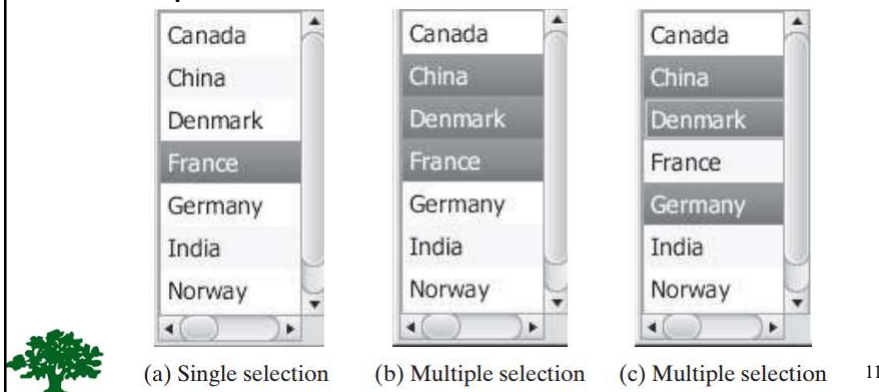 Canada
China
Denmark
France
Germany
India
Norway
(a) Single selection
Canada
China
Denmark
France
Germany
India
Norway
(b) Multiple selection
Canada
China
Denmark
France
Germany
India
Norway
(c) Multiple selection
11